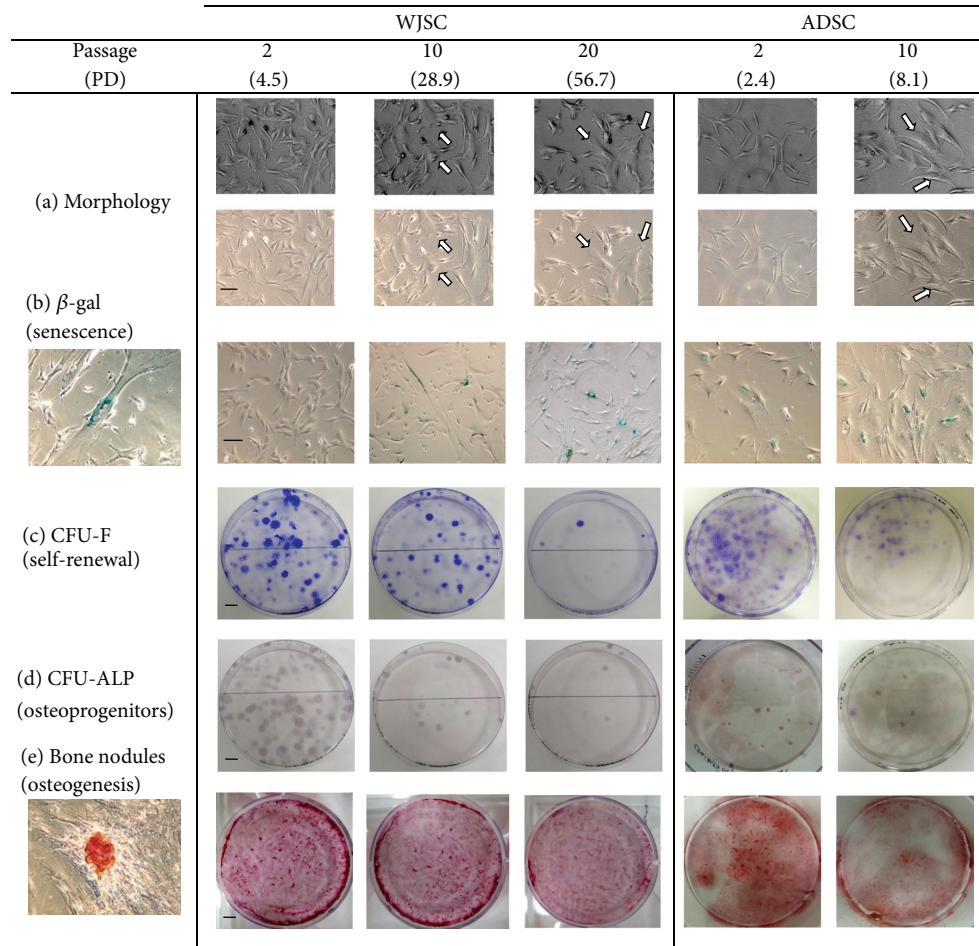 WJSC ADSC
Passage 2 10 20 2 10
(PD) (4.5) (28.9) (56.7) (2.4) (8.1)
(a) Morphology
(b) β-gal
(senescence)
(c) CFU-F
(self-renewal)
(d) CFU-ALP
(osteoprogenitors)
(e) Bone nodules
(osteogenesis)